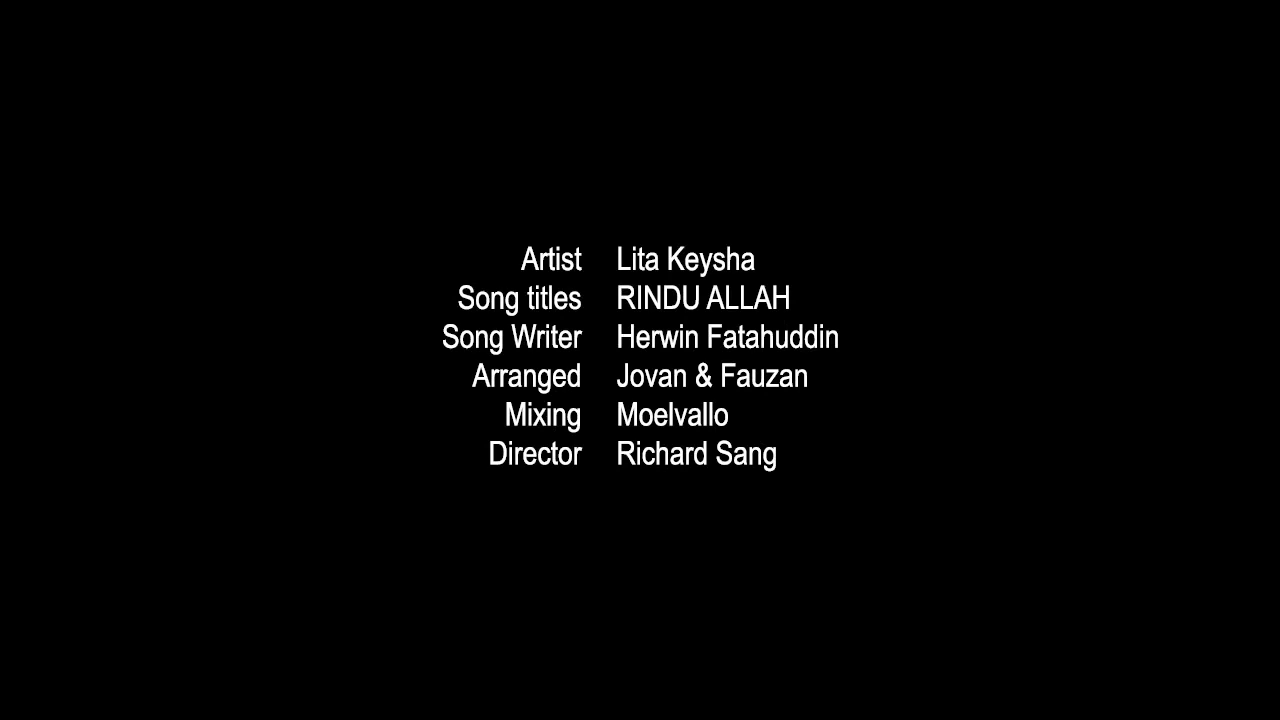 Artist Lita Keysha
Song titles RINDU ALLAH
Song Writer Herwin Fatahuddin
Arranged Jovan & Fauzan
Mixing Moelvallo
Director Richard Sang